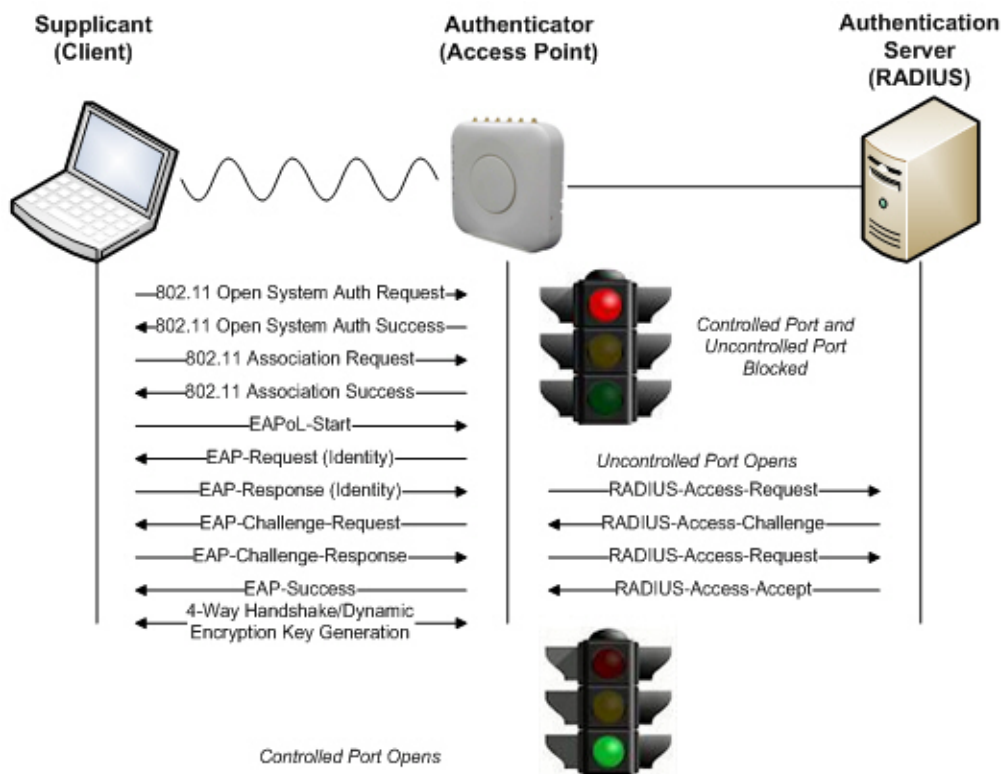 Supplicant
(Client)
Authenticator
(Access Point)
Authentication
Server
(RADIUS)
802.11 Open System Auth Request
802.11 Open System Auth Success
802.11 Association Request
802.11 Association Success
EAPoL-Start
EAP-Request (Identity)
EAP-Response (Identity)
EAP-Challenge-Request
EAP-Challenge-Response
EAP-Success
4-Way Handshake/Dynamic
Encryption Key Generation
Controlled Port and
Uncontrolled Port
Blocked
Uncontrolled Port Opens
RADIUS-Access-Request
RADIUS-Access-Challenge
RADIUS-Access-Request
RADIUS-Access-Accept
Controlled Port Opens